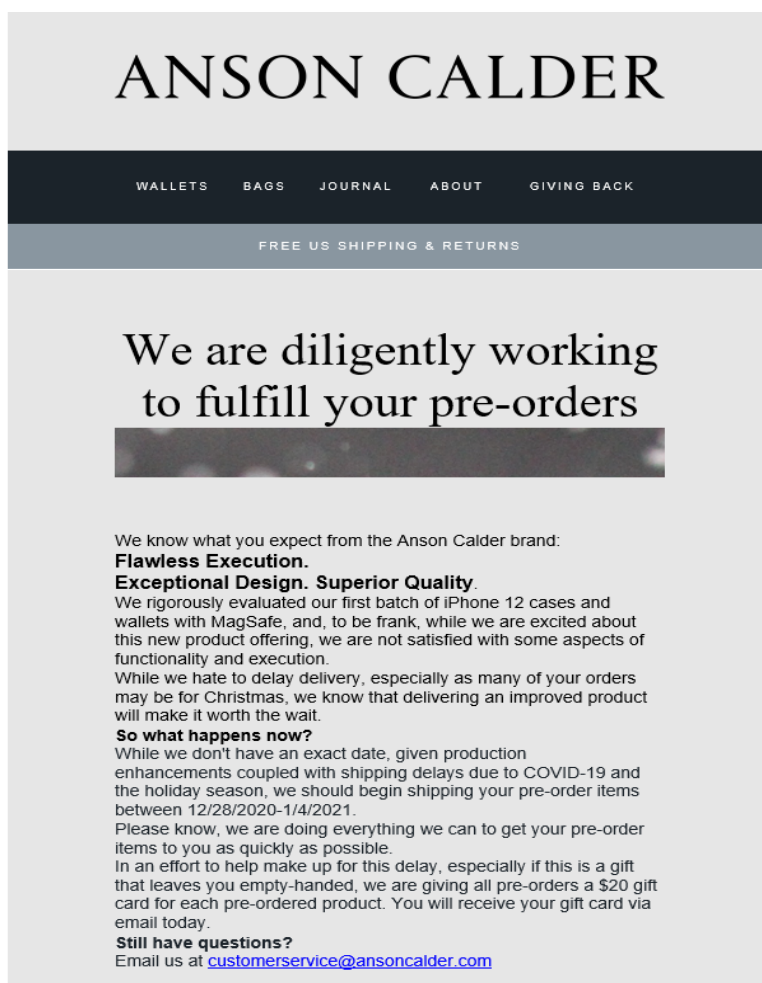 ANSON CALDER
WALLETS BAGS JOURNAL ABOUT GIVING BACK
FREE US SHIPPING & RETURNS
We are diligently working
to fulfill your pre-orders
We know what you expect from the Anson Calder brand:
Flawless Execution.
Exceptional Design. Superior Quality.
We rigorously evaluated our first batch of iPhone 12 cases and
wallets with MagSafe, and, to be frank, while we are excited about
this new product offering, we are not satisfied with some aspects of
functionality and execution.
While we hate to delay delivery, especially as many of your orders
may be for Christmas, we know that delivering an improved product
will make it worth the wait.
So what happens now?
While we don't have an exact date, given production
enhancements coupled with shipping delays due to COVID-19 and
the holiday season, we should begin shipping your pre-order items
between 12/28/2020-1/4/2021.
Please know, we are doing everything we can to get your pre-order
items to you as quickly as possible.
In an effort to help make up for this delay, especially if this is a gift
that leaves you empty-handed, we are giving all pre-orders a $20 gift
card for each pre-ordered product. You will receive your gift card via
email today.
Still have questions?
Email us at customerservice@ansoncalder.com